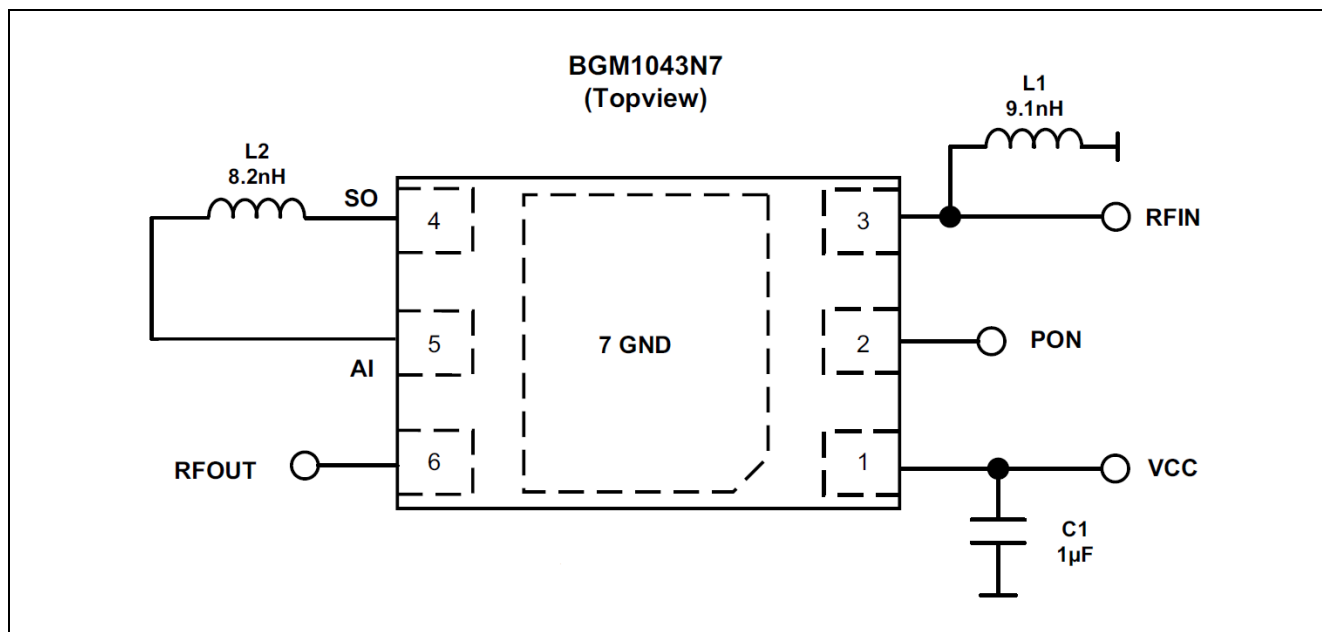 BGM1043N7
(Topview)
L1
9.1nH
L2
8.2nH
SO
4
3
RFIN
5
AI
7 GND
2
PON
RFOUT
6
1
VCC
C1
1µF